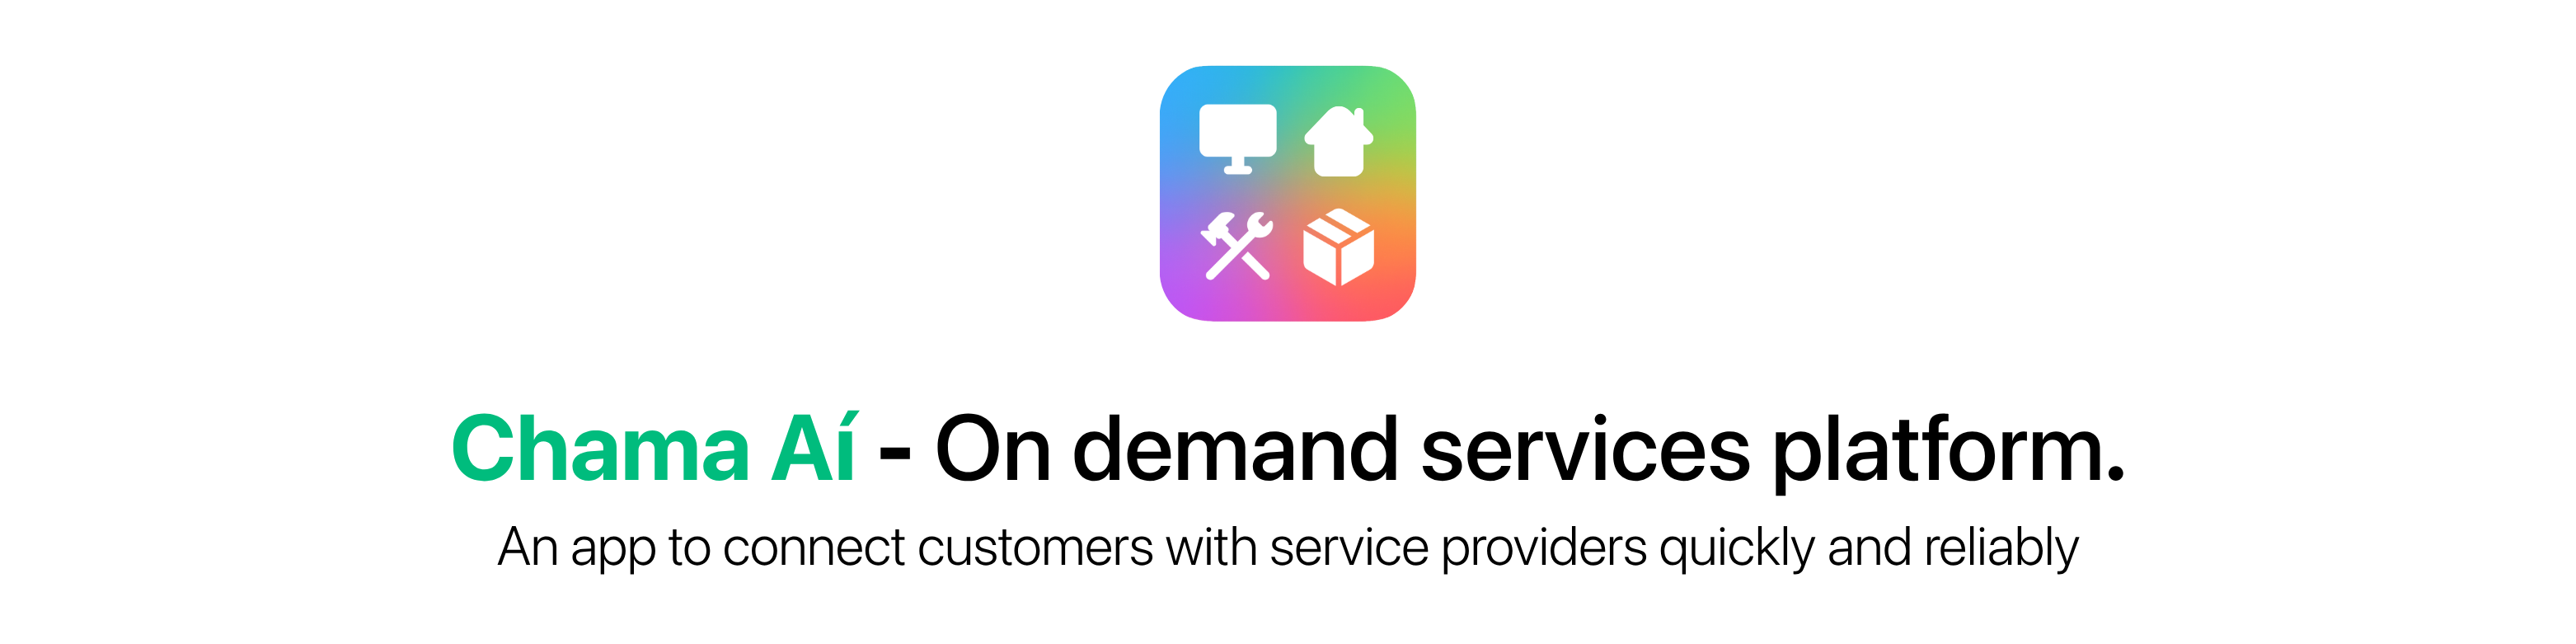 Chama Aí - On demand services platform.
An app to connect customers with service providers quickly and reliably